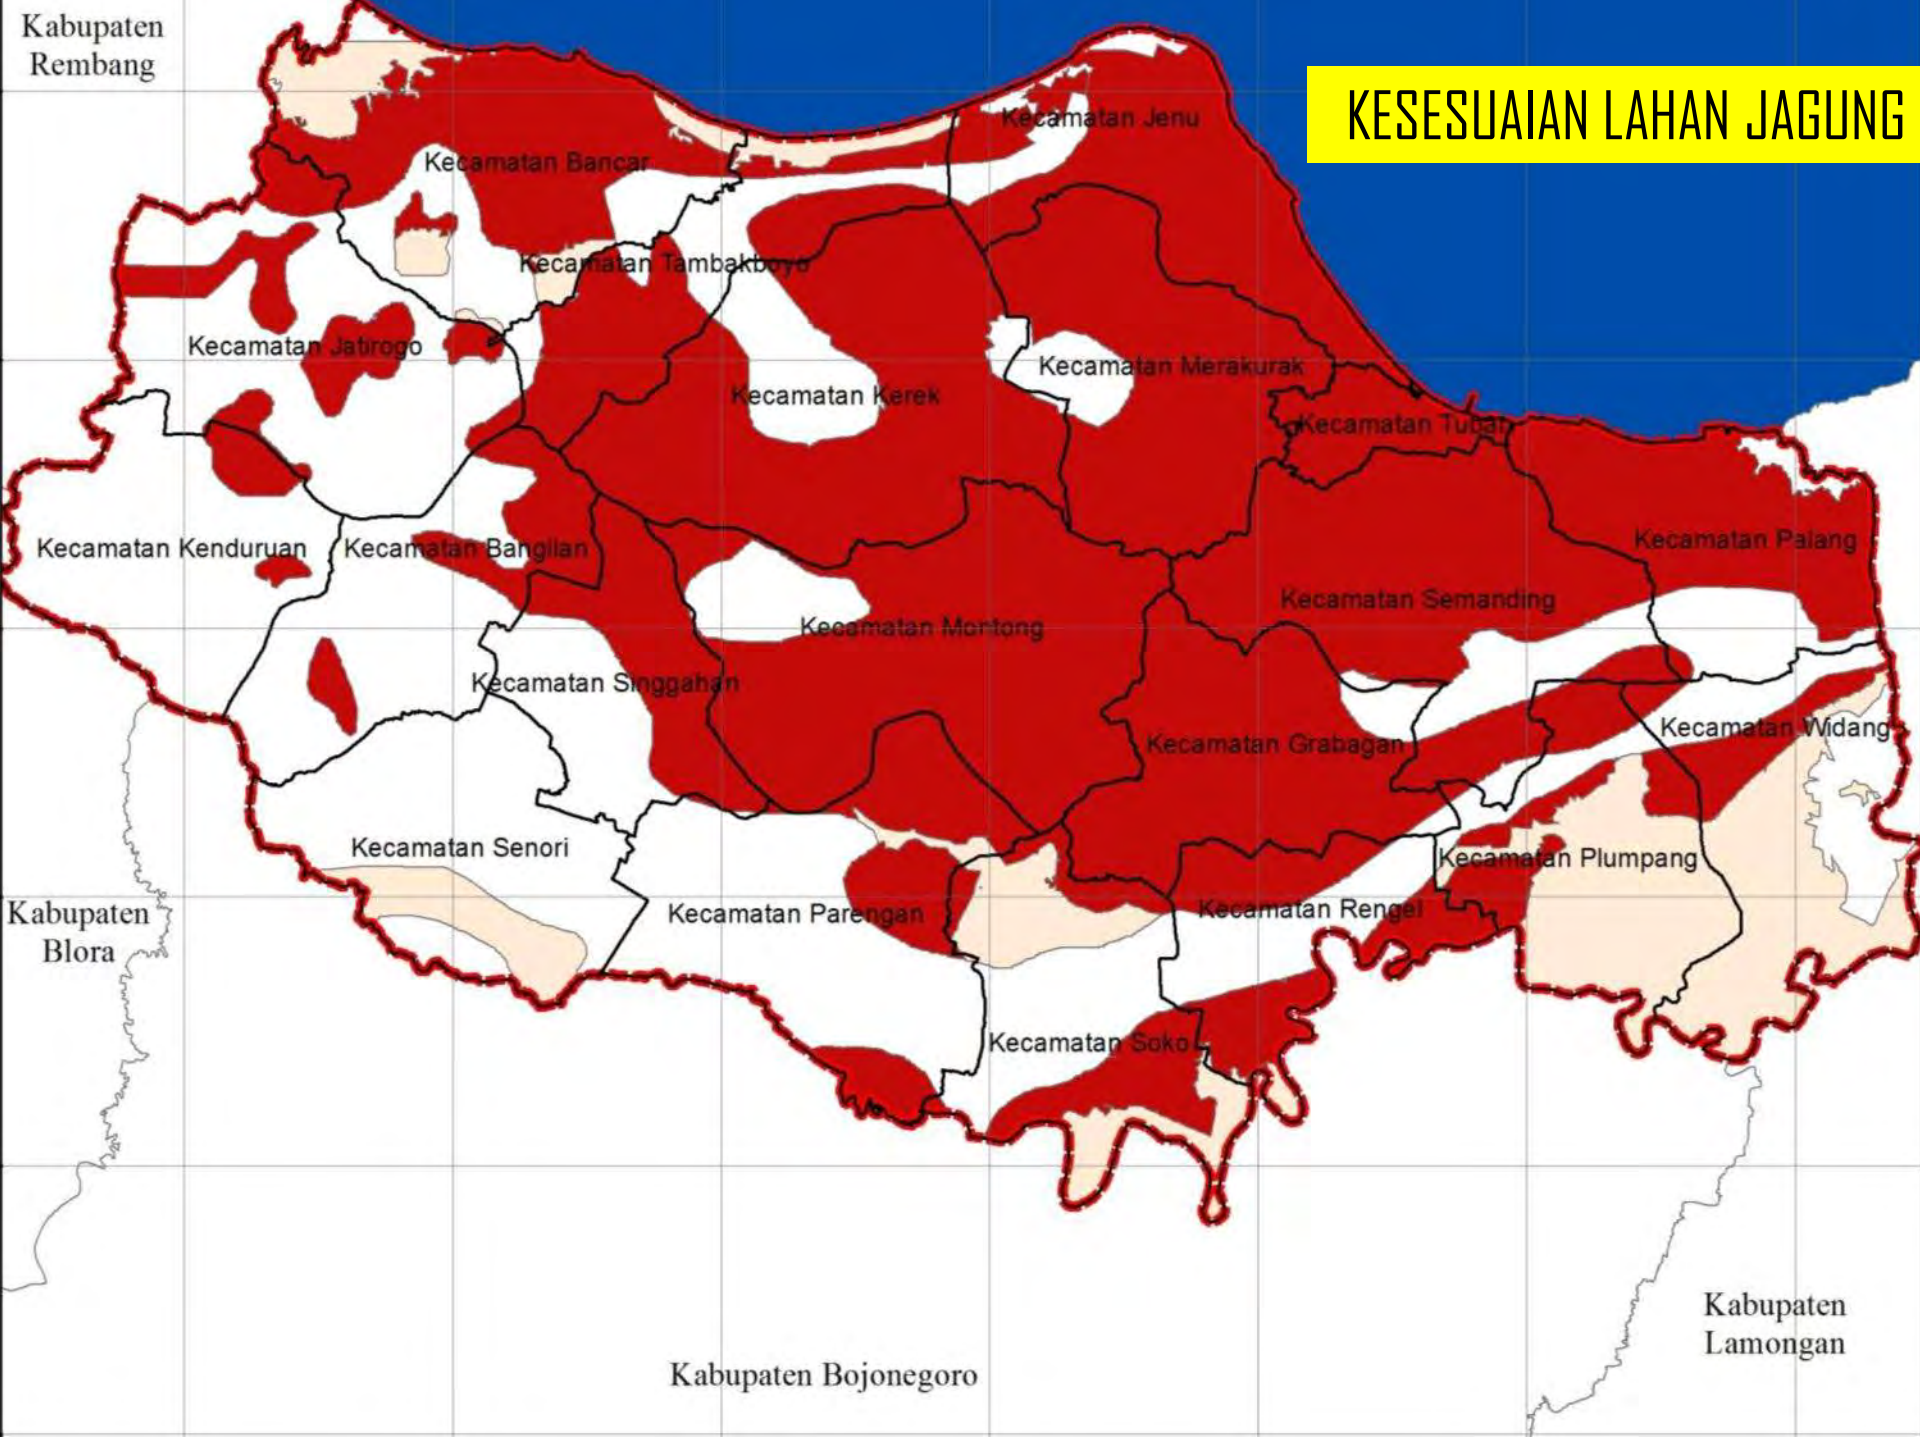 Kabupaten
Rembang
KESESUAIAN LAHAN JAGUNG
Kecamatan Jenu
Kecamatan Bancar
Kecamatan Tambakboyo
Kecamatan Jatirogo
Kecamatan Merakurak
Kecamatan Kerek
Kecamatan Tuban
Kecamatan Kenduruan
Kecamatan Bangilan
Kecamatan Palang
Kecamatan Semanding
Kecamatan Montong
Kecamatan Singgahan
Kecamatan Widang
Kecamatan Grabagan
Kecamatan Senori
Kecamatan Plumpang
Kabupaten
Blora
Kecamatan Parengan
Kecamatan Rengel
Kecamatan Soko
Kabupaten
Lamongan
Kabupaten Bojonegoro